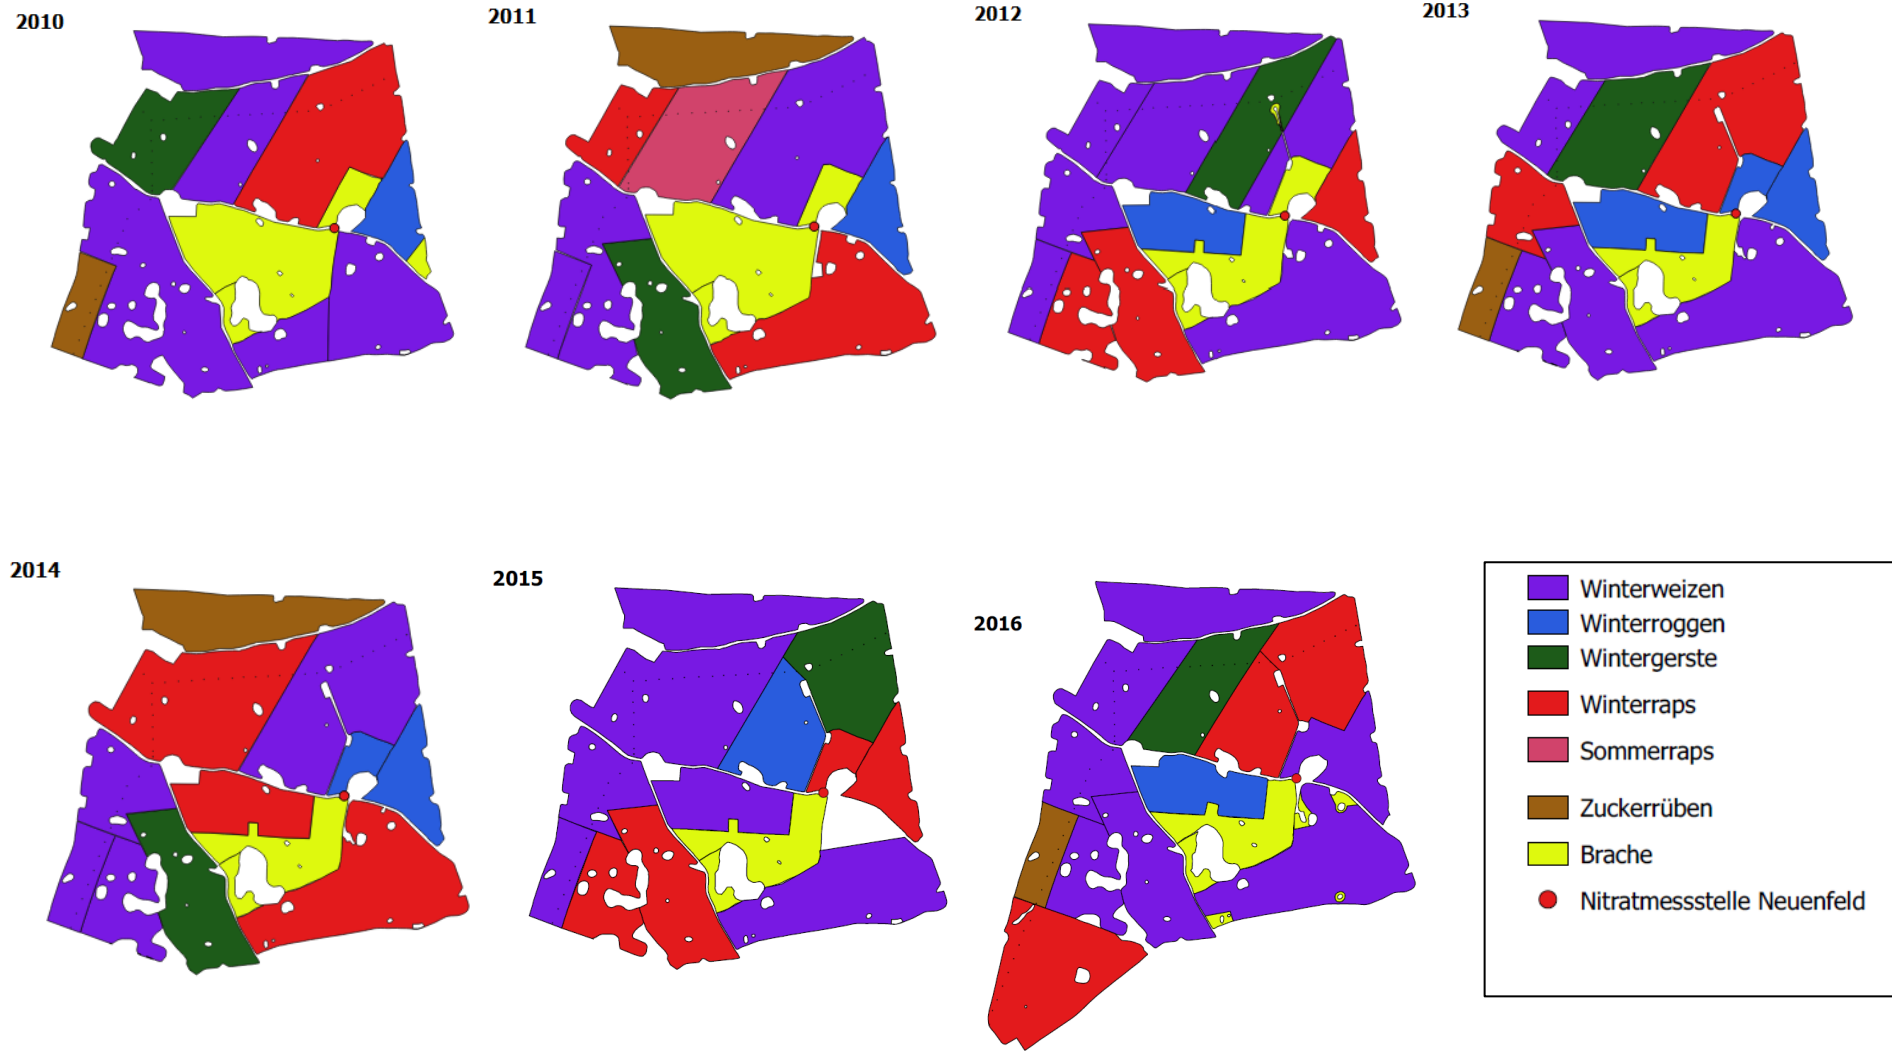 2010
2011
2012
2013
2014
2015
2016
Winterweizen
Winterroggen
Wintergerste
Winterraps
Sommerraps
Zuckerrüben
Brache
Nitratmessstelle Neuenfeld